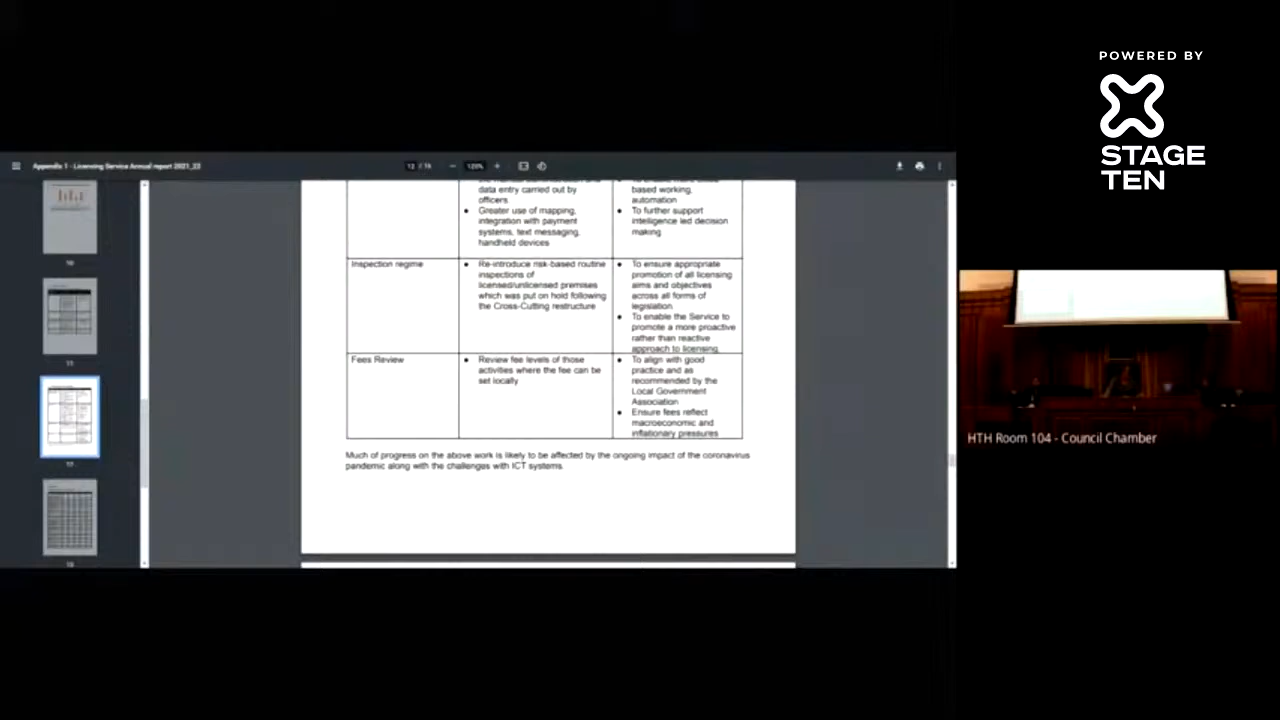 POWERED BY
STAGE
TEN
Appendix 1 - Licensing Service Annual report 2021_22
12 / 16
120%
data entry carried out by
officers
Greater use of mapping,
integration with payment
systems, text messaging,
handheld devices
based working,
automation
To further support
intelligence led decision
making
Inspection regime
Re-introduce risk-based routine
inspections of
licensed/unlicensed premises
which was put on hold following
the Cross-Cutting restructure
To ensure appropriate
promotion of all licensing
aims and objectives
across all forms of
legislation
To enable the Service to
promote a more proactive
rather than reactive
approach to licensing.
Fees Review
Review fee levels of those
activities where the fee can be
set locally
To align with good
practice and as
recommended by the
Local Government
Association
Ensure fees reflect
macroeconomic and
inflationary pressures
Much of progress on the above work is likely to be affected by the ongoing impact of the coronavirus
pandemic along with the challenges with ICT systems.
10
11
12
13
HTH Room 104 - Council Chamber